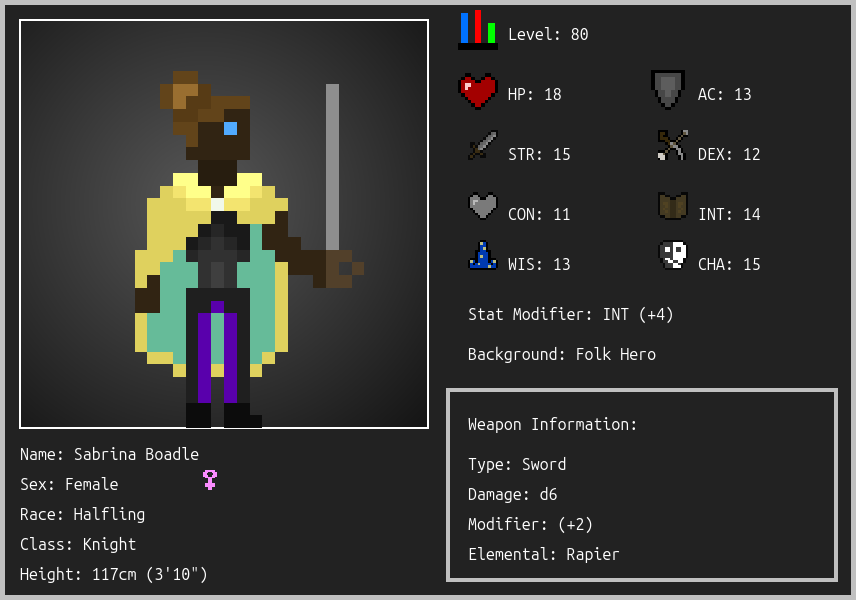 Level: 80
HP: 18
AC: 13
STR: 15
DEX: 12
CON: 11
INT: 14
WIS: 13
CHA: 15
Stat Modifier: INT (+4)
Background: Folk Hero
Weapon Information:
Type: Sword
Damage: d6
Modifier: (+2)
Elemental: Rapier
Name: Sabrina Boadle
Sex: Female
Race: Halfling
Class: Knight
Height: 117cm (3'10")